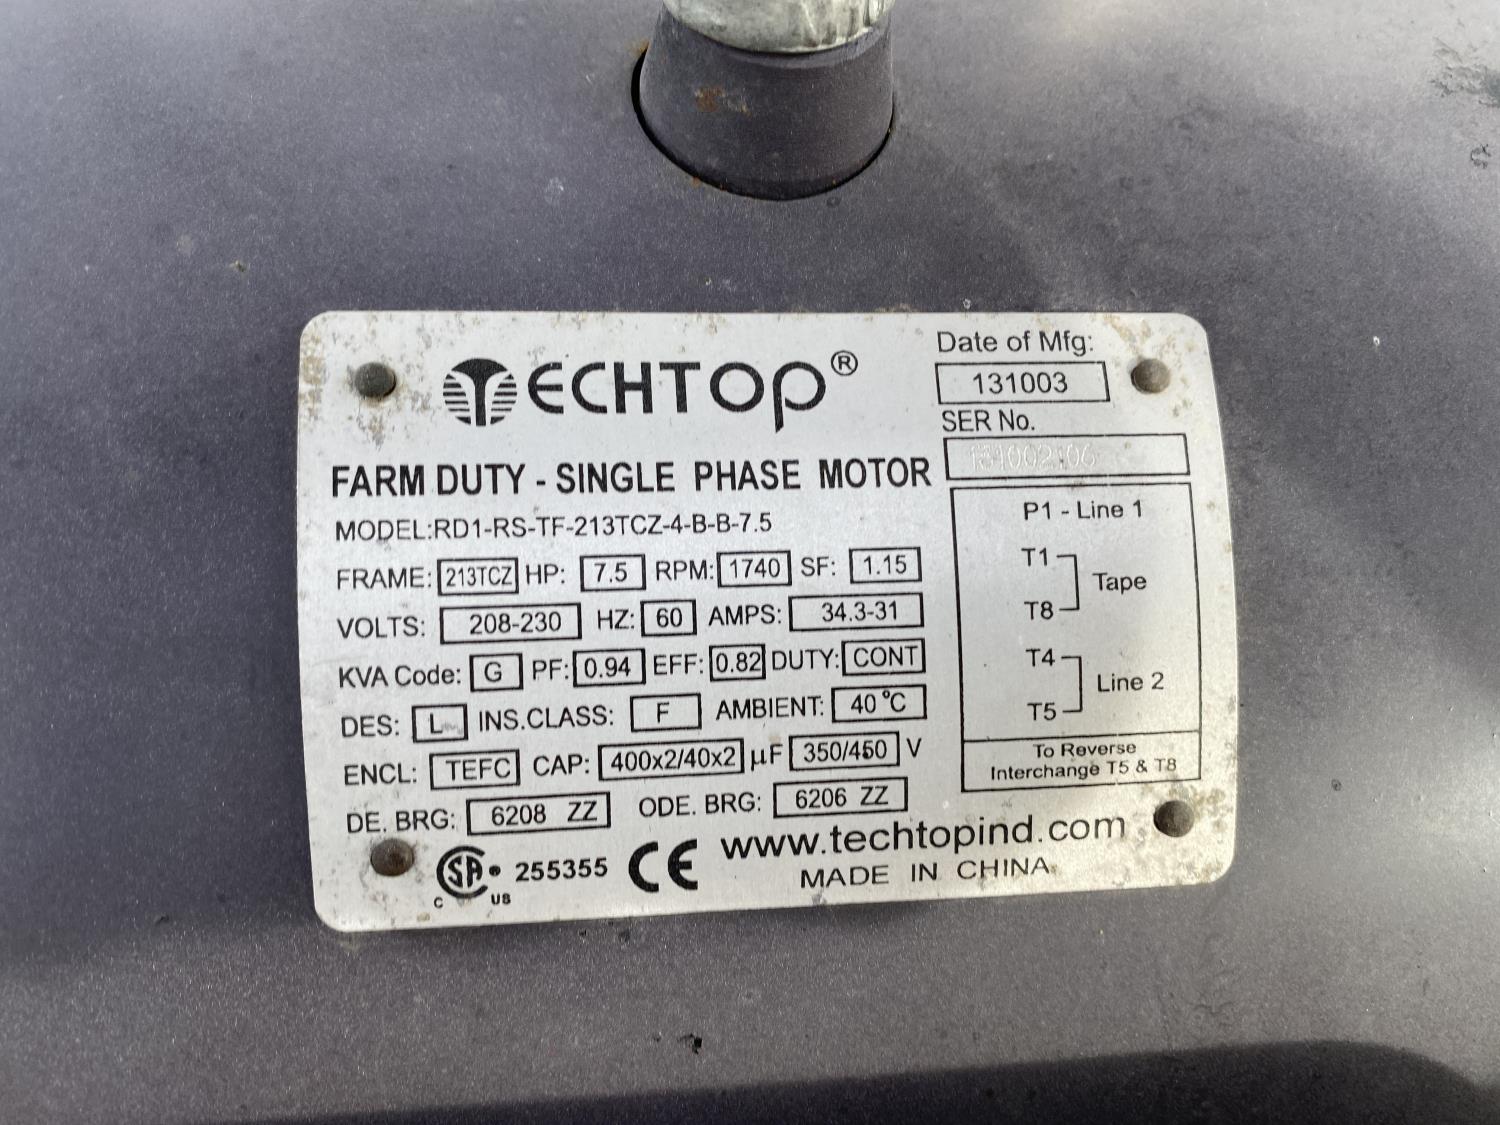 TECHTOP®
Date of Mfg:
131003
SER No.
131002106
FARM DUTY - SINGLE PHASE MOTOR
MODEL:RD1-RS-TF-213TCZ-4-B-B-7.5
FRAME: 213TCZ HP: 7.5 RPM: 1740 SF: 1.15
VOLTS: 208-230 HZ: 60 AMPS: 34.3-31
KVA Code: G PF: 0.94 EFF: 0.82 DUTY: CONT
DES: L INS.CLASS: F AMBIENT: 40°C
ENCL: TEFC CAP: 400x2/40x2 μF 350/450 V
DE. BRG: 6208 ZZ ODE. BRG: 6206 ZZ
P1 - Line 1
T1
Tape
T8
T4
Line 2
T5
To Reverse
Interchange T5 & T8
C SA US 255355 CE
www.techtopind.com
MADE IN CHINA